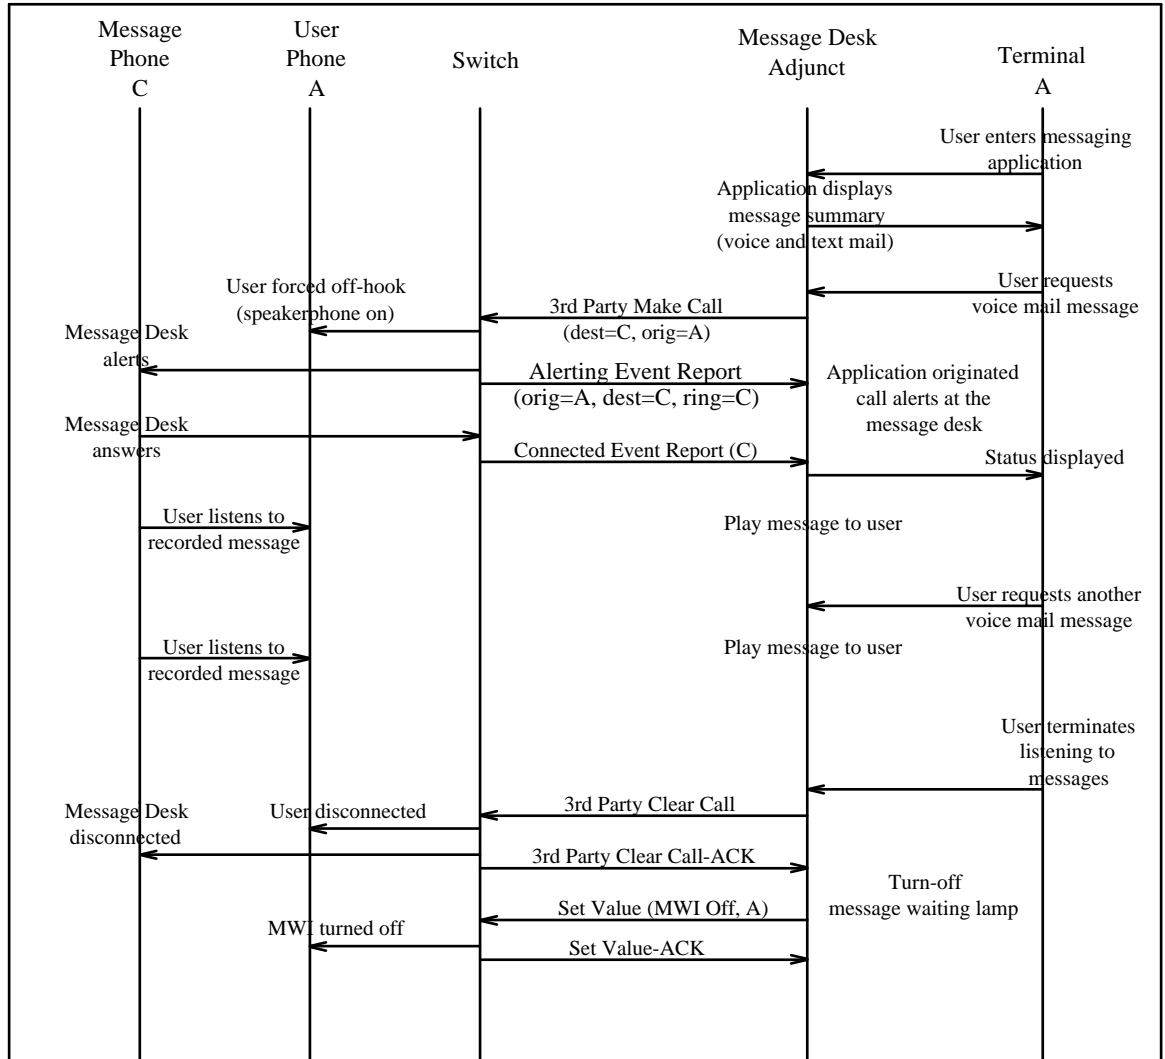 Message
Phone
C
User
Phone
A
Switch
Message Desk
Adjunct
Terminal
A
User enters messaging
application
Application displays
message summary
(voice and text mail)
User requests
voice mail message
User forced off-hook
(speakerphone on)
3rd Party Make Call
(dest=C, orig=A)
Message Desk
alerts
Alerting Event Report
(orig=A, dest=C, ring=C)
Application originated
call alerts at the
message desk
Message Desk
answers
Connected Event Report (C)
Status displayed
User listens to
recorded message
Play message to user
User requests another
voice mail message
User listens to
recorded message
Play message to user
User terminates
listening to
messages
Message Desk
disconnected
User disconnected
3rd Party Clear Call
3rd Party Clear Call-ACK
Turn-off
message waiting lamp
Set Value (MWI Off, A)
MWI turned off
Set Value-ACK